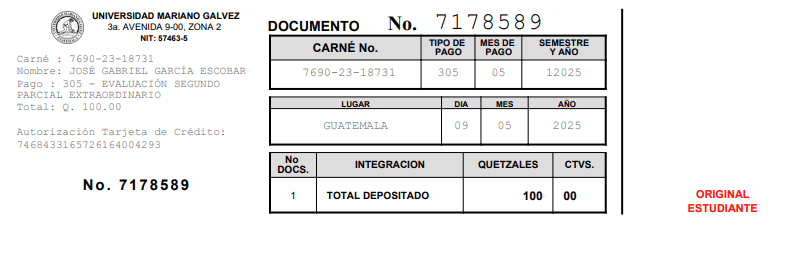 UNIVERSIDAD MARIANO GALVEZ
3a. AVENIDA 9-00, ZONA 2
NIT: 57463-5
Carné : 7690-23-18731
Nombre: JOSÉ GABRIEL GARCÍA ESCOBAR
Pago : 305 - EVALUACIÓN SEGUNDO
PARCIAL EXTRAORDINARIO
Total: Q. 100.00
Autorización Tarjeta de Crédito:
7468433165726164004293
No. 7178589
DOCUMENTO No. 7178589
CARNÉ No. TIPO DE PAGO MES DE PAGO SEMESTRE Y AÑO
7690-23-18731 305 05 12025
LUGAR DIA MES AÑO
GUATEMALA 09 05 2025
No DOCS. INTEGRACION QUETZALES CTVS.
1 TOTAL DEPOSITADO 100 00
ORIGINAL
ESTUDIANTE